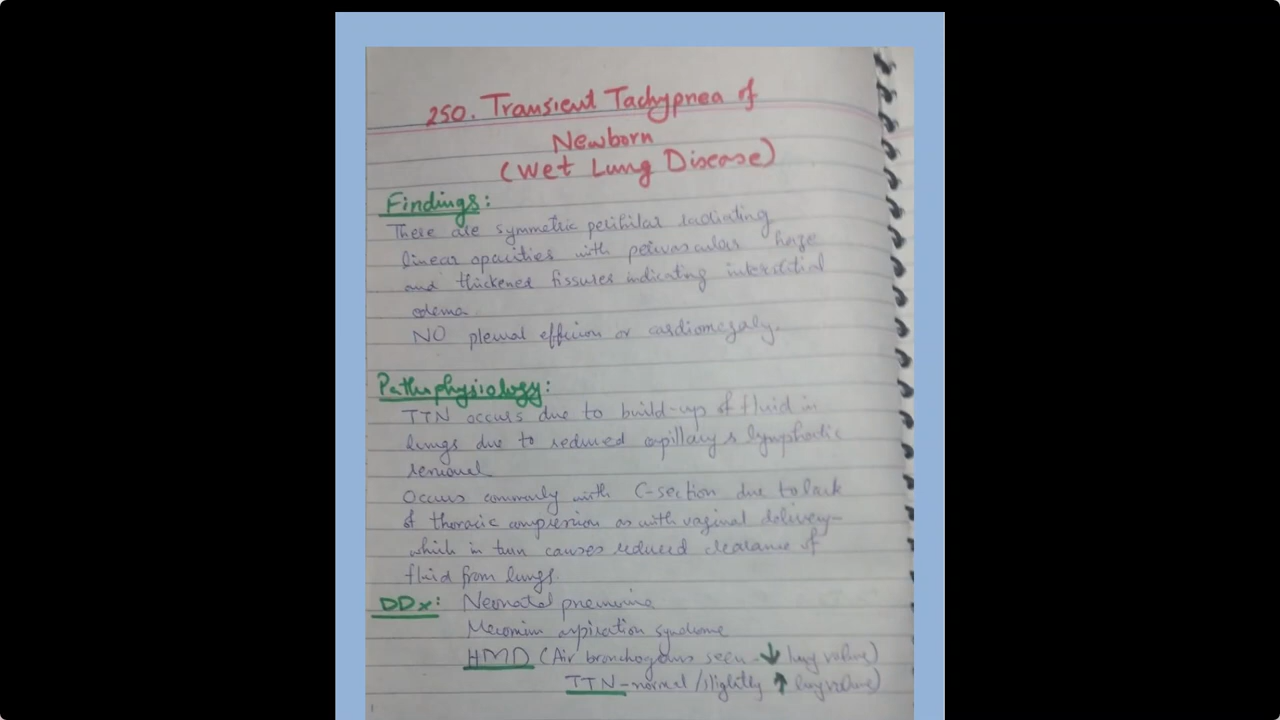 250. Transient Tachypnea of
Newborn
(Wet Lung Disease)
Findings:
There are symmetric perihilar radiating
linear opacities with perivascular haze
and thickened fissures indicating interstitial
edema.
NO pleural effusion or cardiomegaly.
Pathophysiology:
TTN occurs due to build-up of fluid in
lungs due to reduced capillary & lymphatic
removal
Occurs commonly with C-section due to lack
of thoracic compression as with vaginal delivery-
which in turn causes reduced clearance of
fluid from lungs.
DDx: Neonatal pneumonia
Meconium aspiration syndrome
HMD (Air bronchograms seen - ↓ lung volume)
TTN - normal/slightly ↑ lung volume)